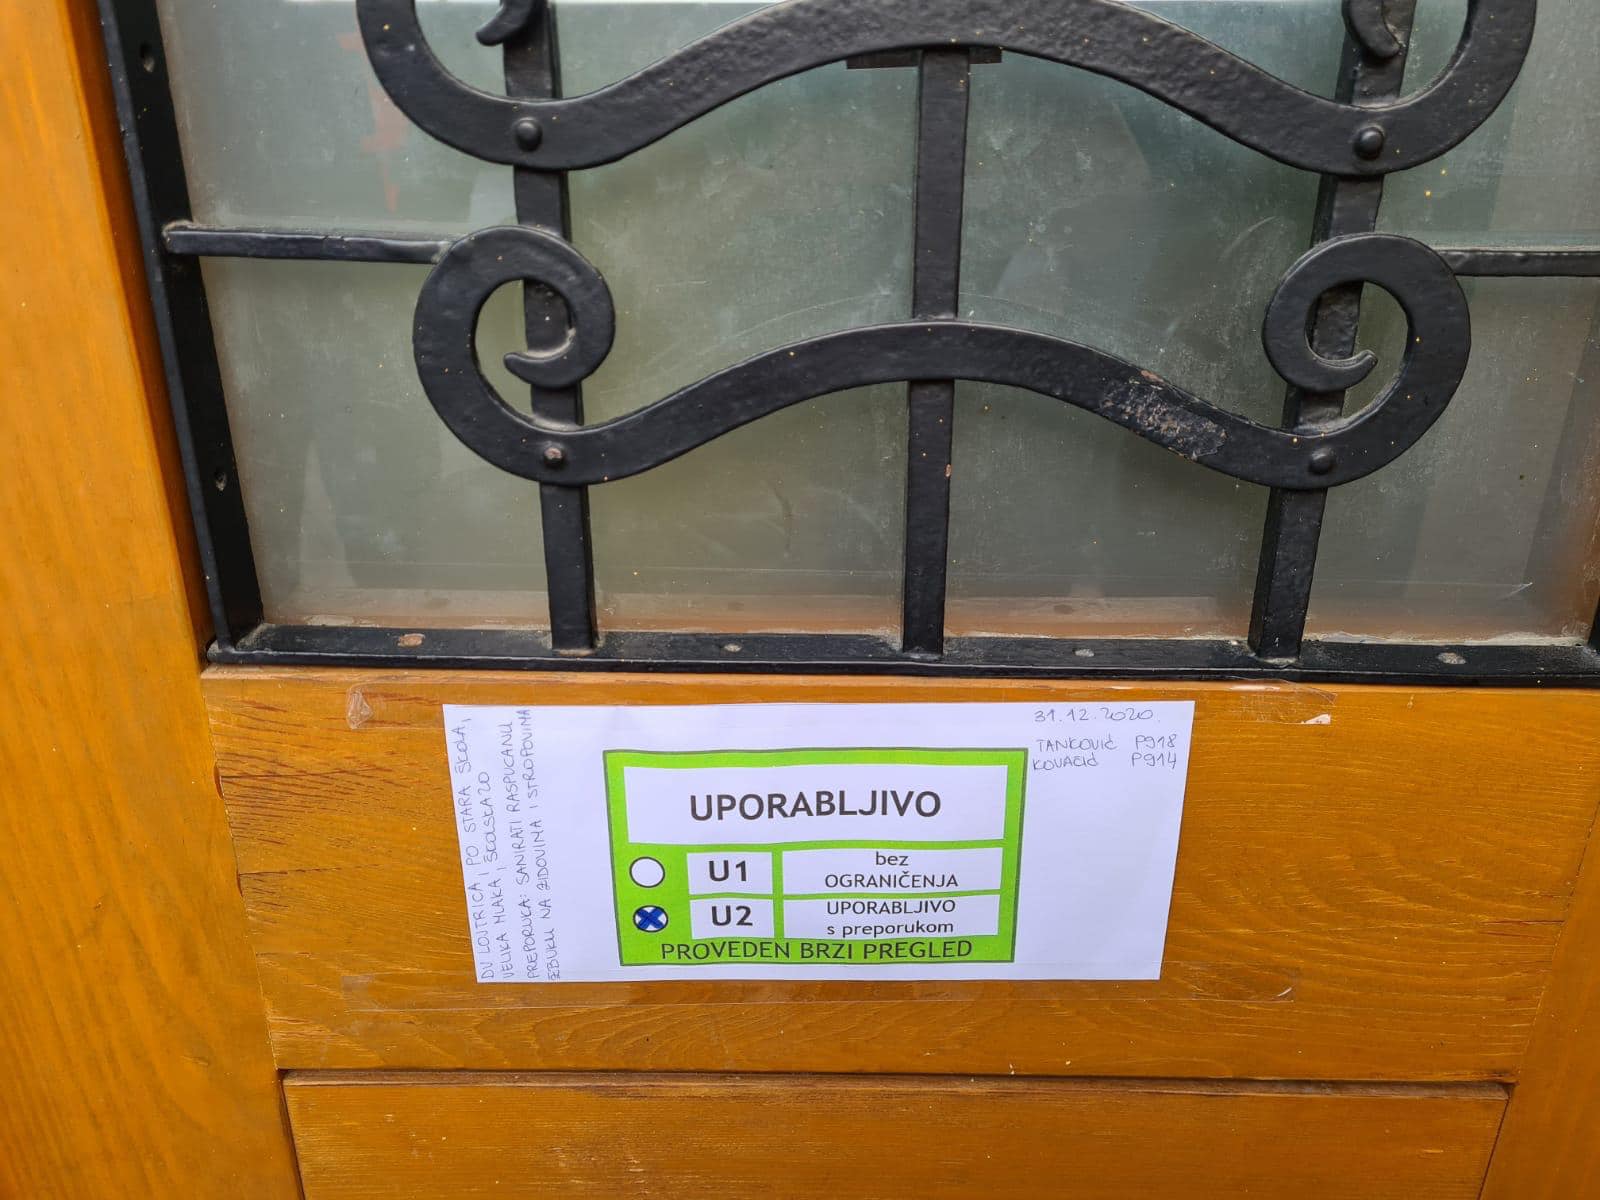 DV LOJTRICA, PO STARA ŠKOLA,
VELIKA MLAKA, ŠKOLSKA 20
PREPORUKA: SANIRATI RASPUCANU
ŽBUKU NA ZIDOVIMA I STROPOVIMA
31.12.2020.
TANKOVIĆ P918
KOVAČIĆ P914
UPORABLJIVO
U1 bez
OGRANIČENJA
U2 UPORABLJIVO
s preporukom
PROVEDEN BRZI PREGLED